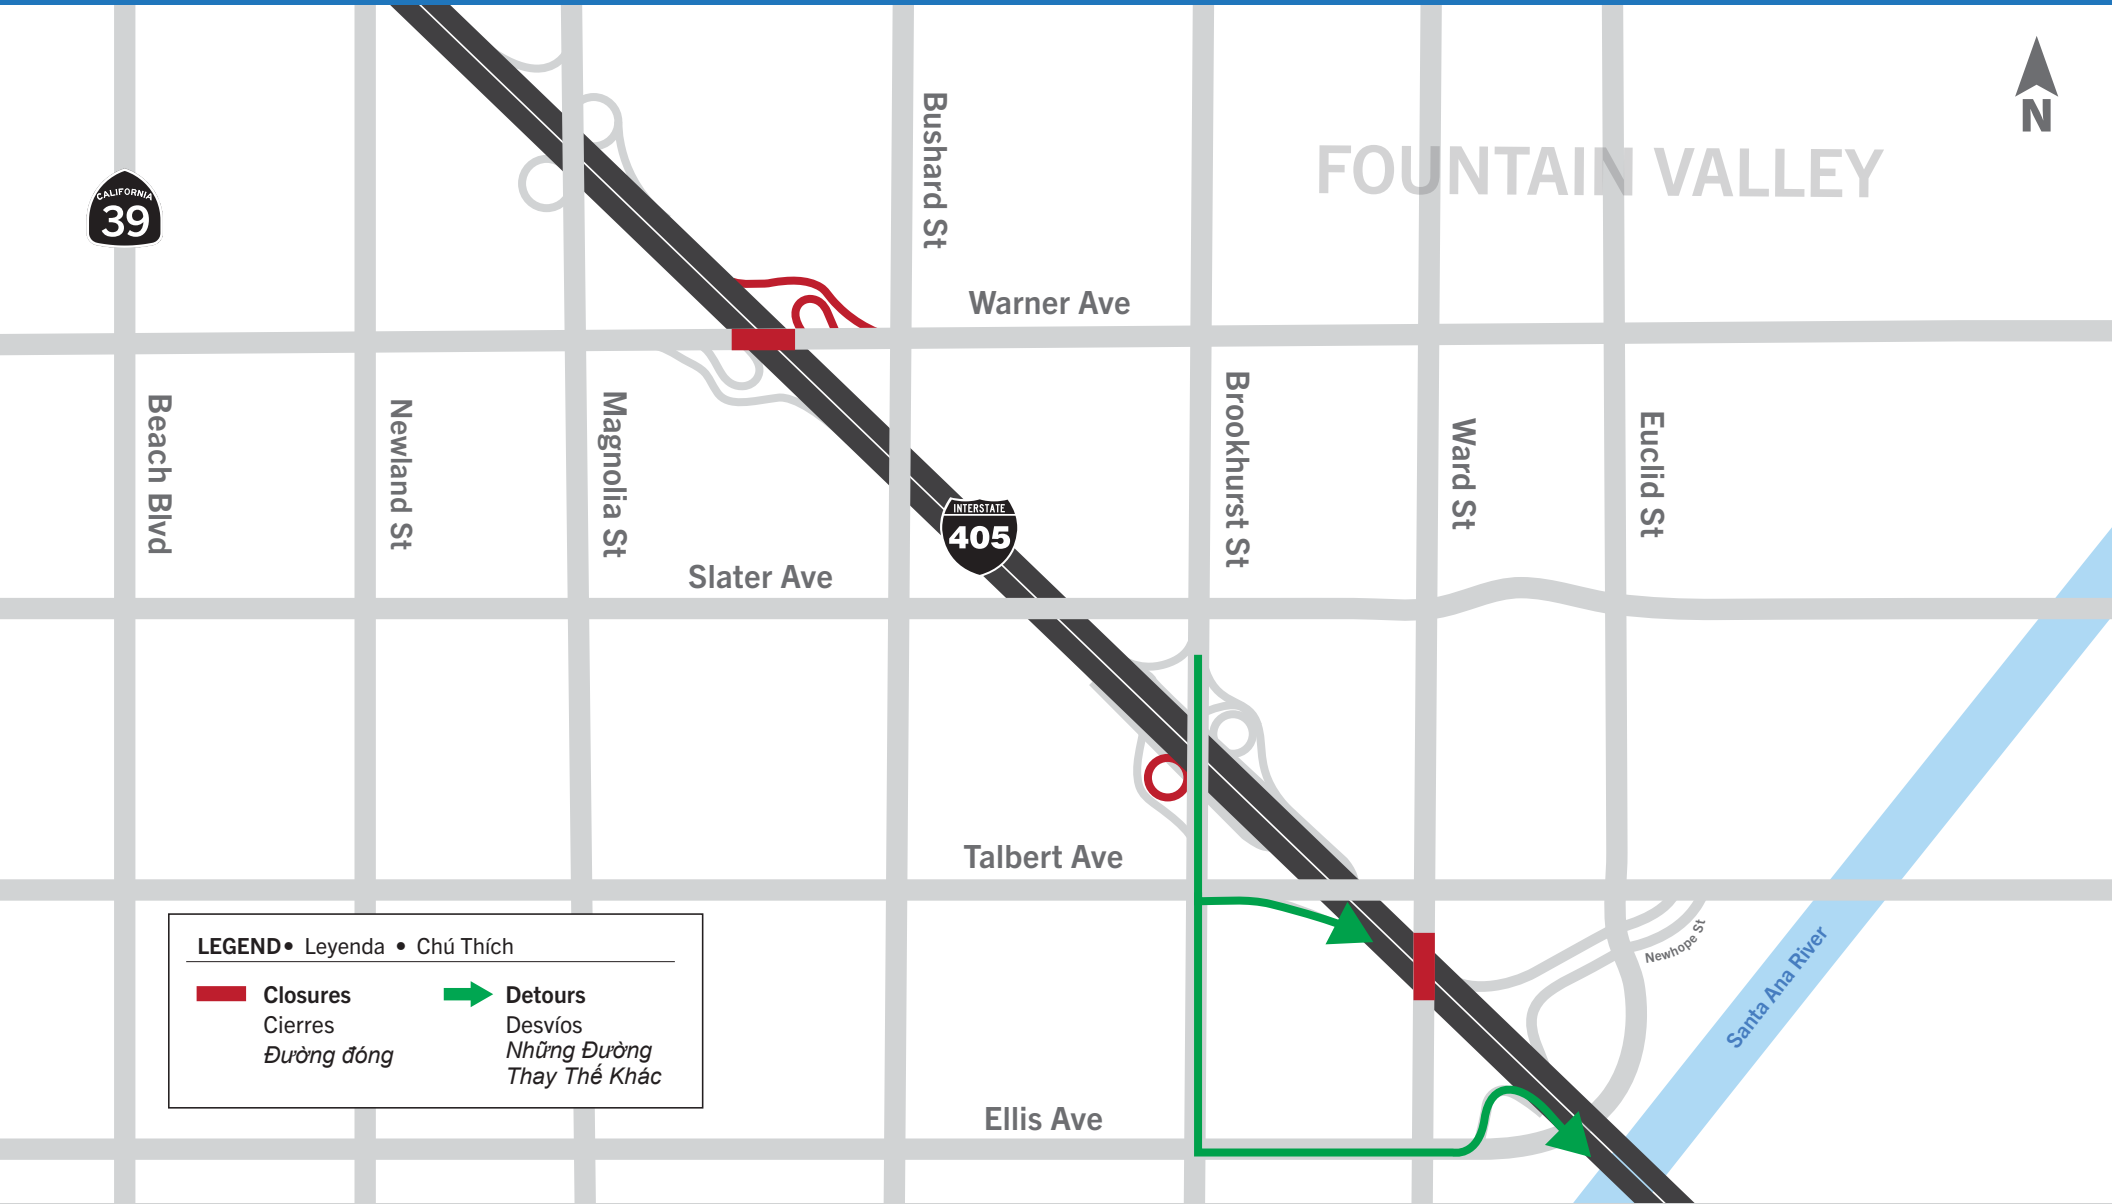 N
FOUNTAIN VALLEY
CALIFORNIA
39
Bushard St
Warner Ave
Beach Blvd
Newland St
Magnolia St
Brookhurst St
Ward St
Euclid St
INTERSTATE
405
Slater Ave
Talbert Ave
Newhope St
Santa Ana River
LEGEND • Leyenda • Chú Thích
Closures
Cierres
Đường đóng
Detours
Desvíos
Những Đường
Thay Thế Khác
Ellis Ave